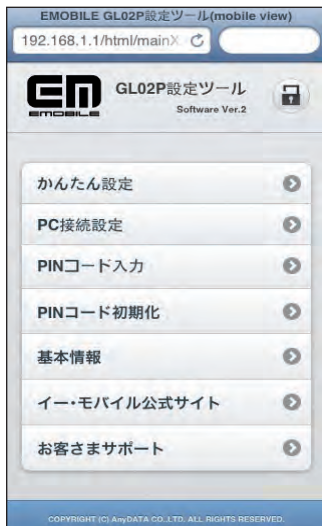 EMOBILE GL02P設定ツール(mobile view)
192.168.1.1/html/mainX
EM
EMOBILE
GL02P設定ツール
Software Ver.2
かんたん設定
PC接続設定
PINコード入力
PINコード初期化
基本情報
イー・モバイル公式サイト
お客さまサポート
COPYRIGHT (C) AnyDATA CO.,LTD. ALL RIGHTS RESERVED.